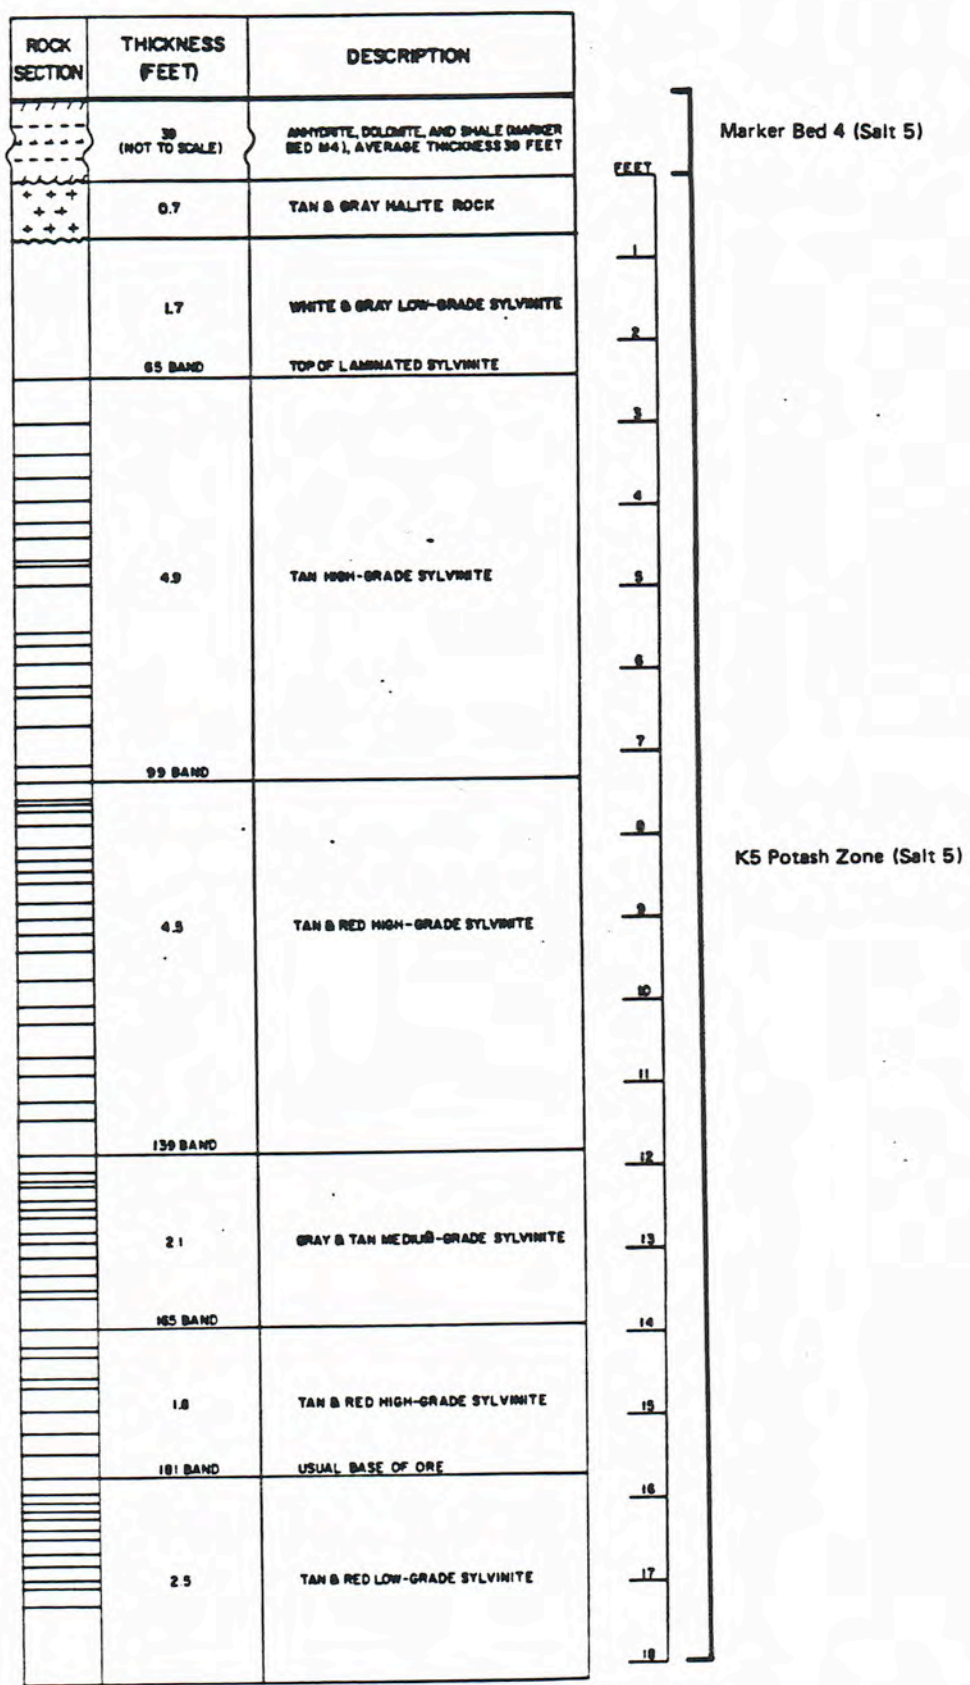 ROCK SECTION
THICKNESS (FEET)
DESCRIPTION
39
(NOT TO SCALE)
ANHYDRITE, DOLOMITE, AND SHALE (MARKER
BED M4), AVERAGE THICKNESS 39 FEET
0.7
TAN & GRAY HALITE ROCK
1.7
WHITE & GRAY LOW-GRADE SYLVINITE
65 BAND
TOP OF LAMINATED SYLVINITE
4.9
TAN HIGH-GRADE SYLVINITE
99 BAND
4.5
TAN & RED HIGH-GRADE SYLVINITE
139 BAND
2.1
GRAY & TAN MEDIUM-GRADE SYLVINITE
165 BAND
1.8
TAN & RED HIGH-GRADE SYLVINITE
181 BAND
USUAL BASE OF ORE
2.5
TAN & RED LOW-GRADE SYLVINITE
FEET
1
2
3
4
5
6
7
8
9
10
11
12
13
14
15
16
17
18
Marker Bed 4 (Salt 5)
K5 Potash Zone (Salt 5)